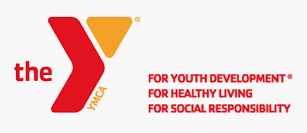 the
YMCA
®
FOR YOUTH DEVELOPMENT®
FOR HEALTHY LIVING
FOR SOCIAL RESPONSIBILITY